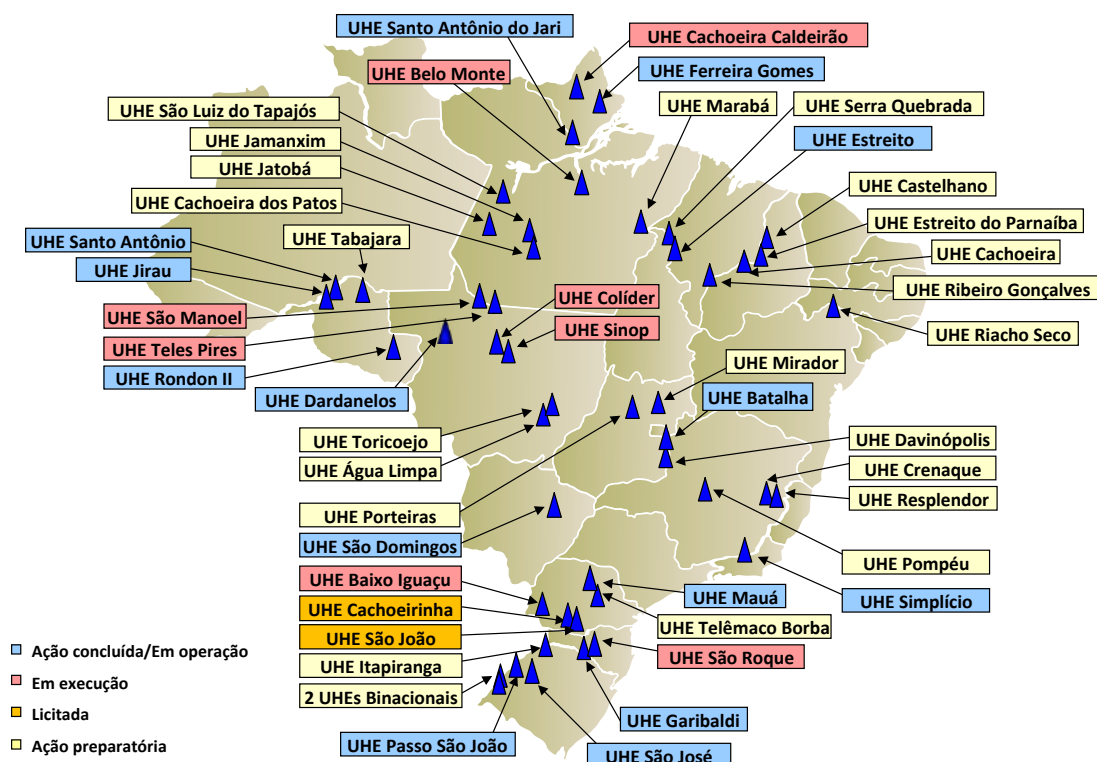 UHE Santo Antônio do Jari
UHE Cachoeira Caldeirão
UHE Belo Monte
UHE Ferreira Gomes
UHE São Luiz do Tapajós
UHE Marabá
UHE Serra Quebrada
UHE Jamanxim
UHE Estreito
UHE Jatobá
UHE Castelhano
UHE Cachoeira dos Patos
UHE Estreito do Parnaíba
UHE Santo Antônio
UHE Tabajara
UHE Cachoeira
UHE Jirau
UHE Ribeiro Gonçalves
UHE São Manoel
UHE Colíder
UHE Sinop
UHE Riacho Seco
UHE Teles Pires
UHE Mirador
UHE Rondon II
UHE Dardanelos
UHE Batalha
UHE Toricoejo
UHE Davinópolis
UHE Água Limpa
UHE Crenaque
UHE Resplendor
UHE Porteiras
UHE São Domingos
UHE Pompéu
UHE Baixo Iguaçu
UHE Mauá
UHE Simplício
UHE Cachoeirinha
UHE Telêmaco Borba
UHE São João
UHE São Roque
UHE Itapiranga
2 UHEs Binacionais
UHE Garibaldi
UHE Passo São João
UHE São José
Ação concluída/Em operação
Em execução
Licitada
Ação preparatória